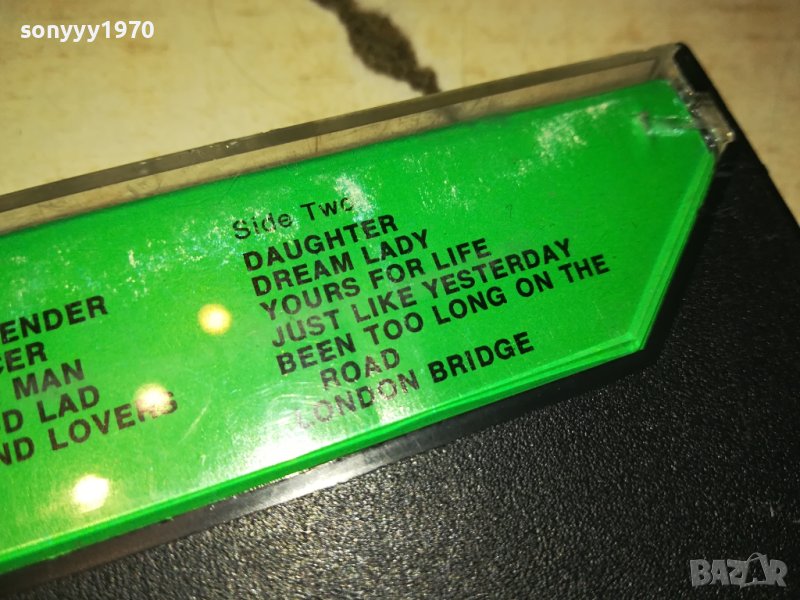 sonyyy1970
ENDER
CER
MAN
D LAD
ND LOVERS
Side Two
DAUGHTER
DREAM LADY
YOURS FOR LIFE
JUST LIKE YESTERDAY
BEEN TOO LONG ON THE
ROAD
LONDON BRIDGE
BAZAR